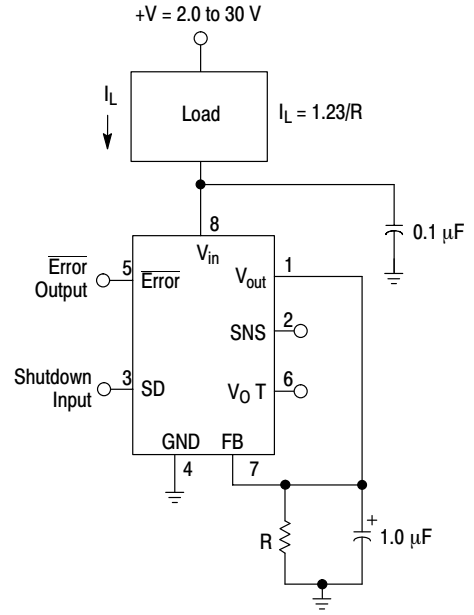 +V = 2.0 to 30 V
I_L
Load
I_L = 1.23/R
8
0.1 µF
V_in
Error
Output
5
Error
V_out
1
SNS
2
Shutdown
Input
3
SD
V_O T
6
GND
FB
4
7
R
+
1.0 µF